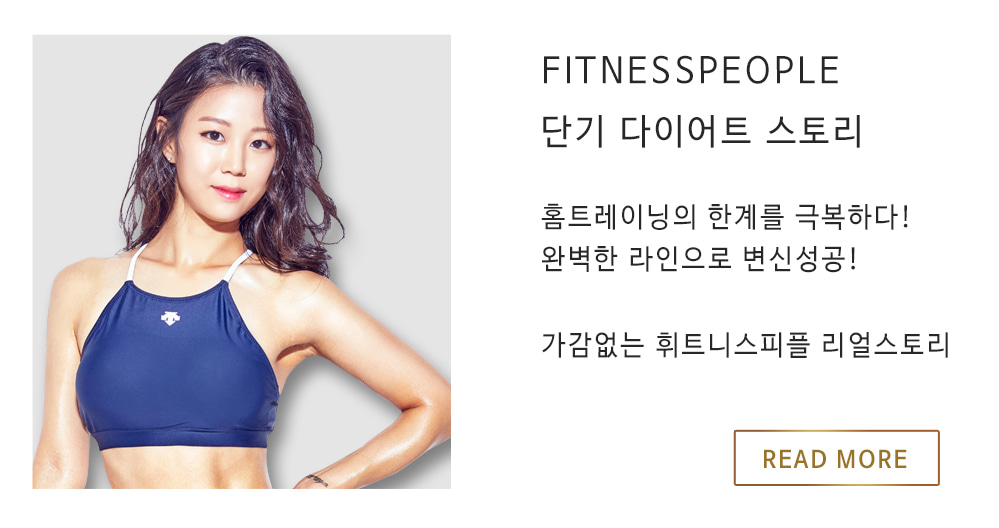 FITNESSPEOPLE
단기 다이어트 스토리
홈트레이닝의 한계를 극복하다!
완벽한 라인으로 변신성공!
가감없는 휘트니스피플 리얼스토리
READ MORE